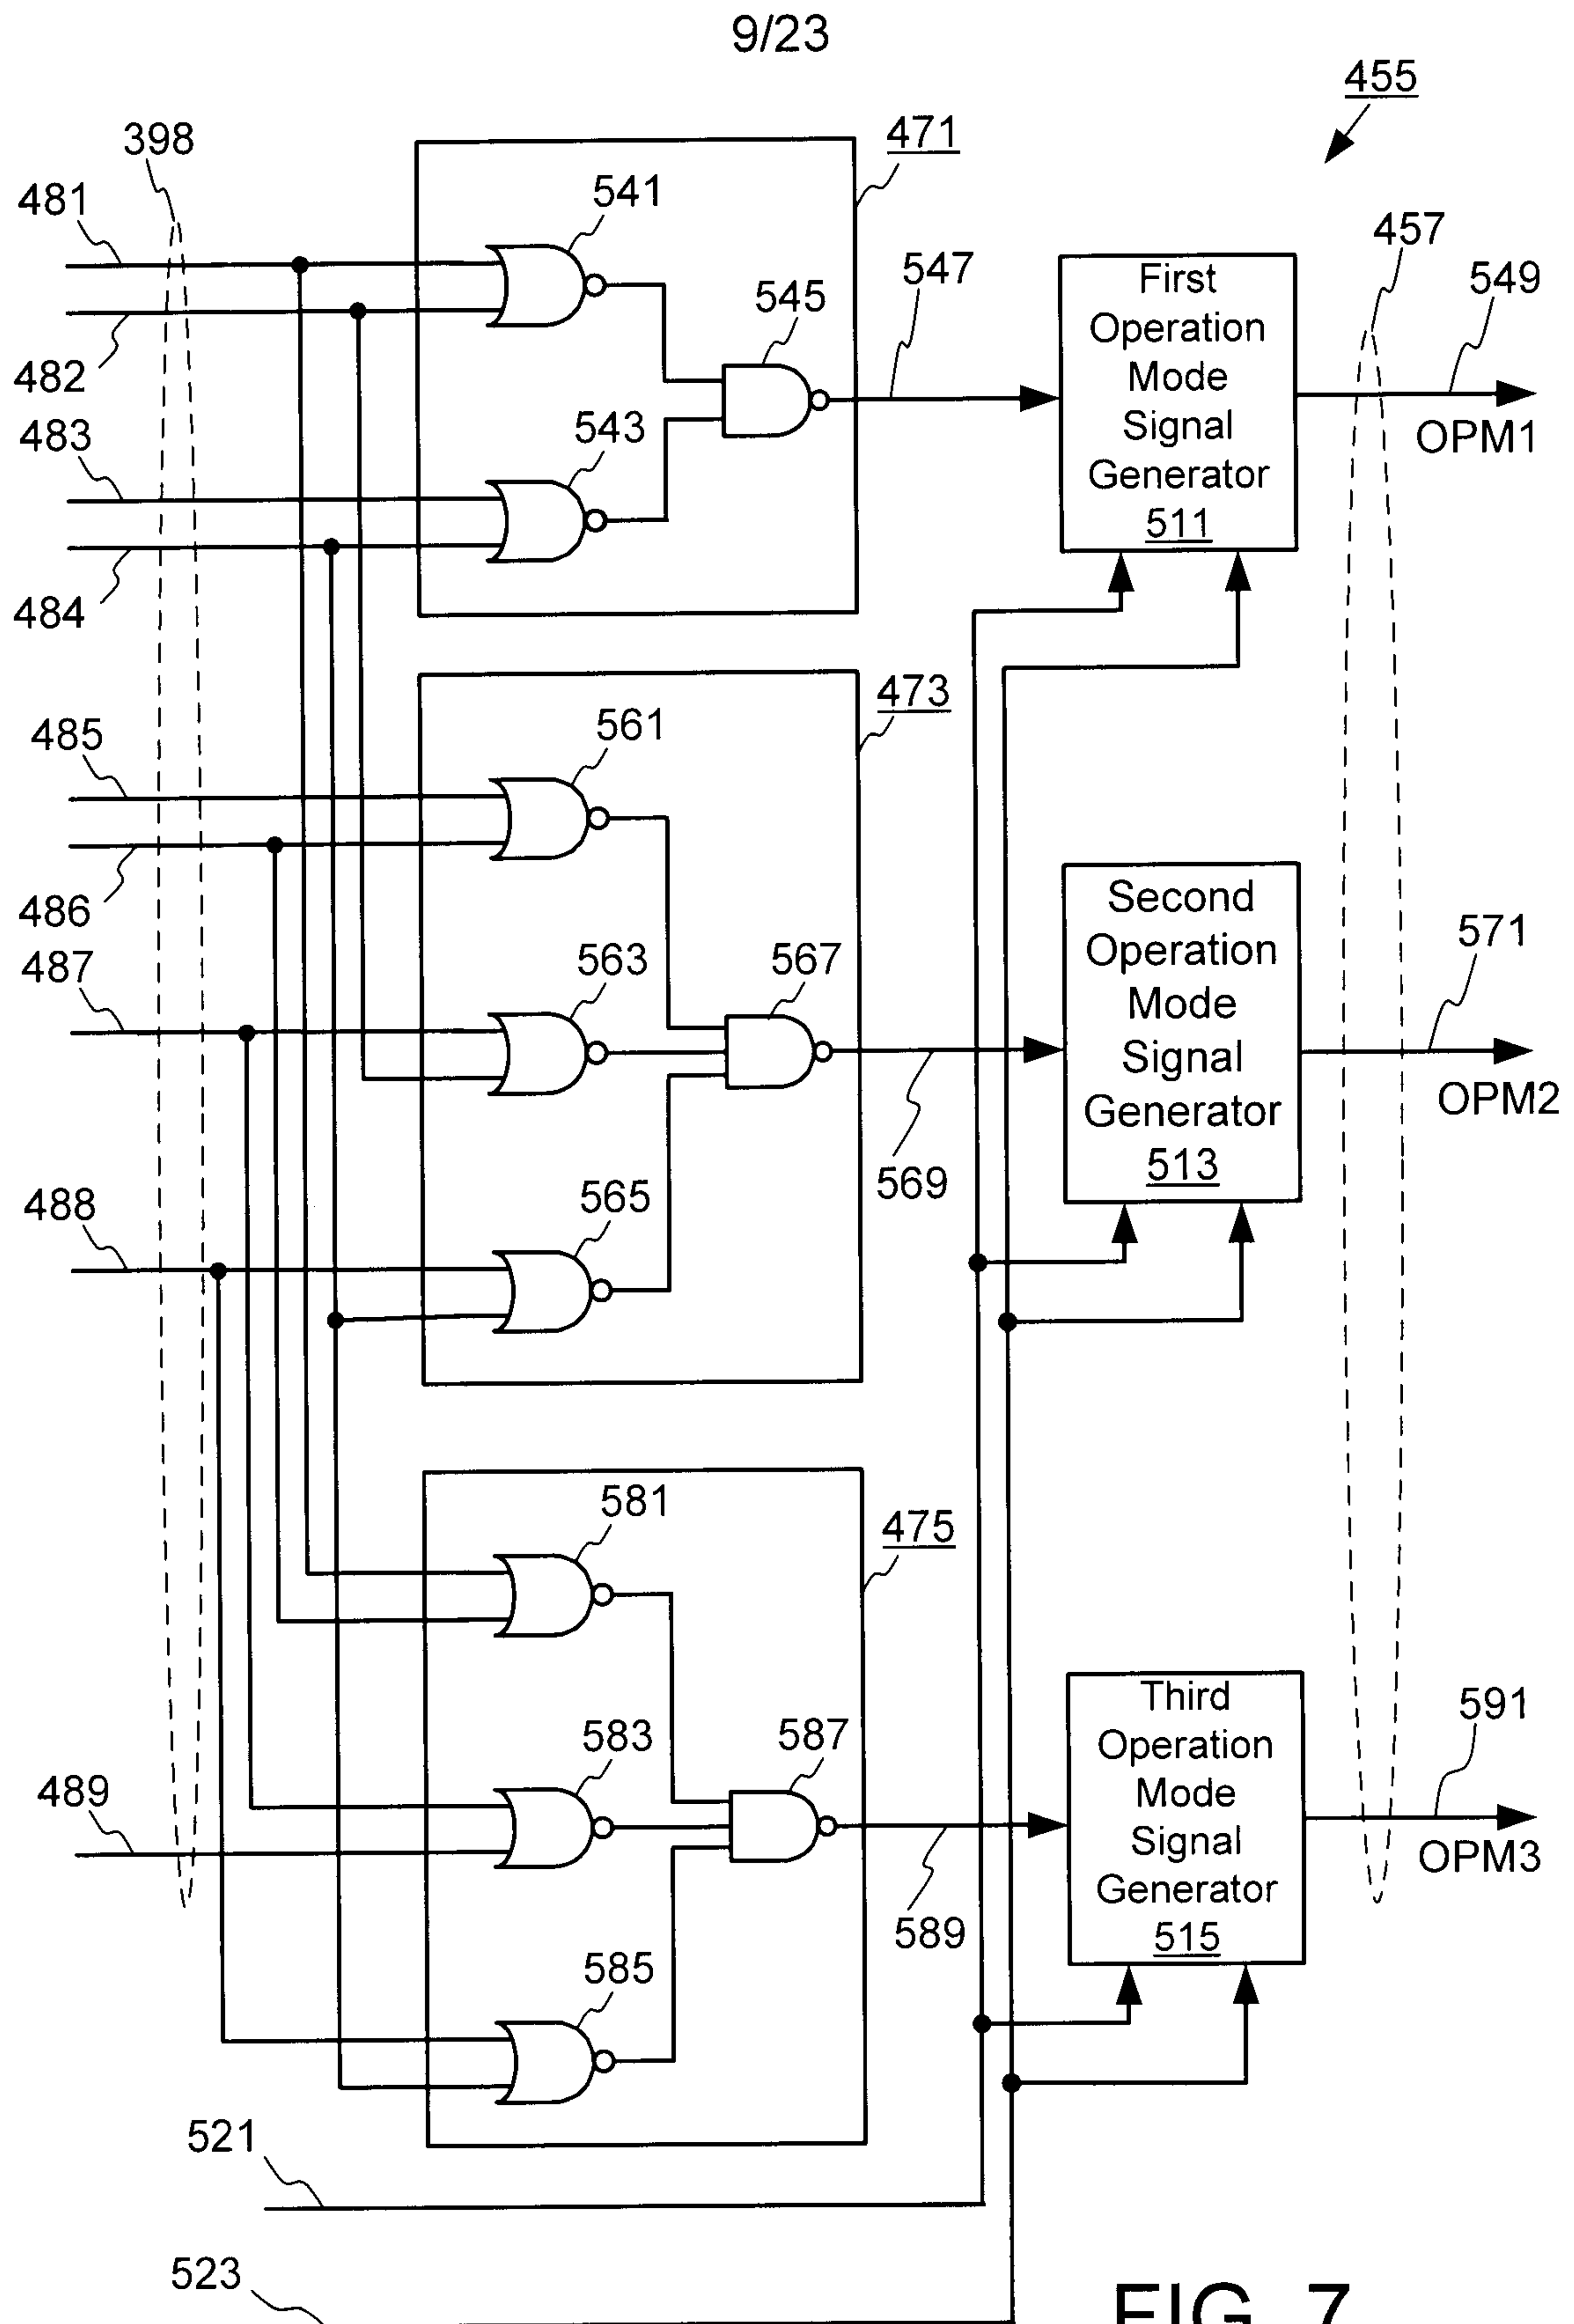 9/23
455
398
471
481
541
457
547
549
545
First
Operation
Mode
Signal
Generator
511
482
483
543
OPM1
484
473
485
561
Second
Operation
Mode
Signal
Generator
513
486
487
563
567
571
OPM2
569
488
565
581
475
Third
Operation
Mode
Signal
Generator
515
591
583
587
489
OPM3
589
585
521
523
FIG. 7